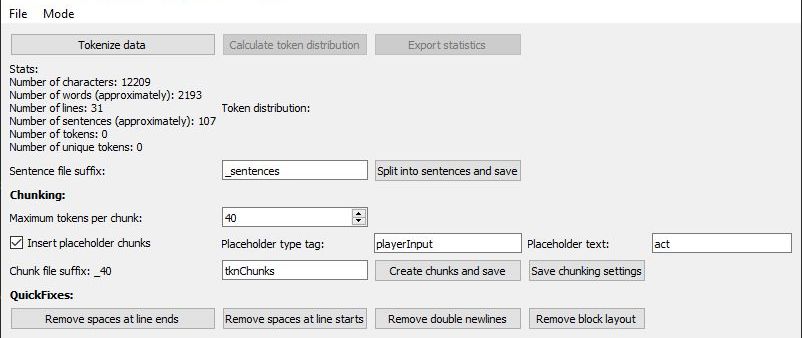 File Mode
Tokenize data Calculate token distribution Export statistics
Stats:
Number of characters: 12209
Number of words (approximately): 2193
Number of lines: 31 Token distribution:
Number of sentences (approximately): 107
Number of tokens: 0
Number of unique tokens: 0
Sentence file suffix: _sentences Split into sentences and save
Chunking:
Maximum tokens per chunk: 40
Insert placeholder chunks Placeholder type tag: playerInput Placeholder text: act
Chunk file suffix: _40 tknChunks Create chunks and save Save chunking settings
QuickFixes:
Remove spaces at line ends Remove spaces at line starts Remove double newlines Remove block layout